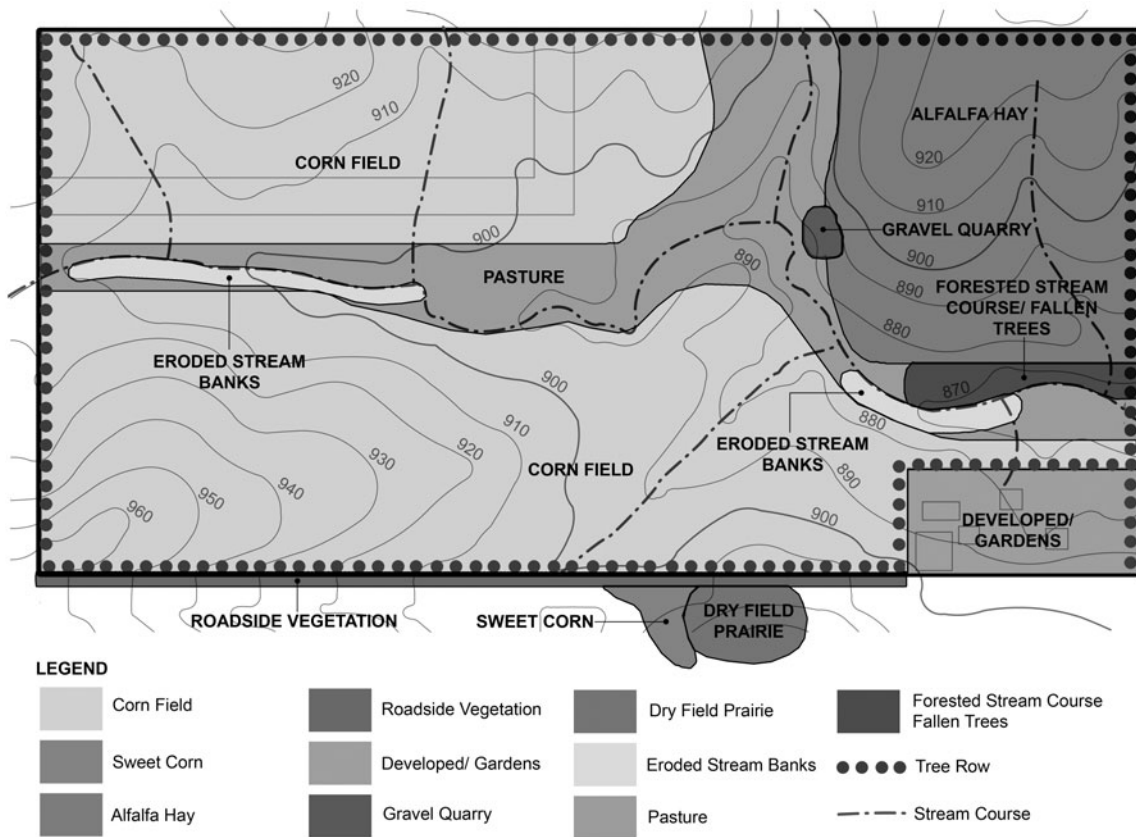 920
910
CORN FIELD
ALFALFA HAY
920
910
GRAVEL QUARRY
900
900
PASTURE
890
890
FORESTED STREAM
COURSE/ FALLEN
TREES
880
ERODED STREAM
BANKS
900
870
910
880
920
ERODED STREAM
BANKS
930
CORN FIELD
890
940
950
960
900
DEVELOPED/
GARDENS
ROADSIDE VEGETATION
SWEET CORN
DRY FIELD
PRAIRIE
LEGEND
Corn Field
Roadside Vegetation
Dry Field Prairie
Forested Stream Course
Fallen Trees
Sweet Corn
Developed/ Gardens
Eroded Stream Banks
Tree Row
Alfalfa Hay
Gravel Quarry
Pasture
Stream Course